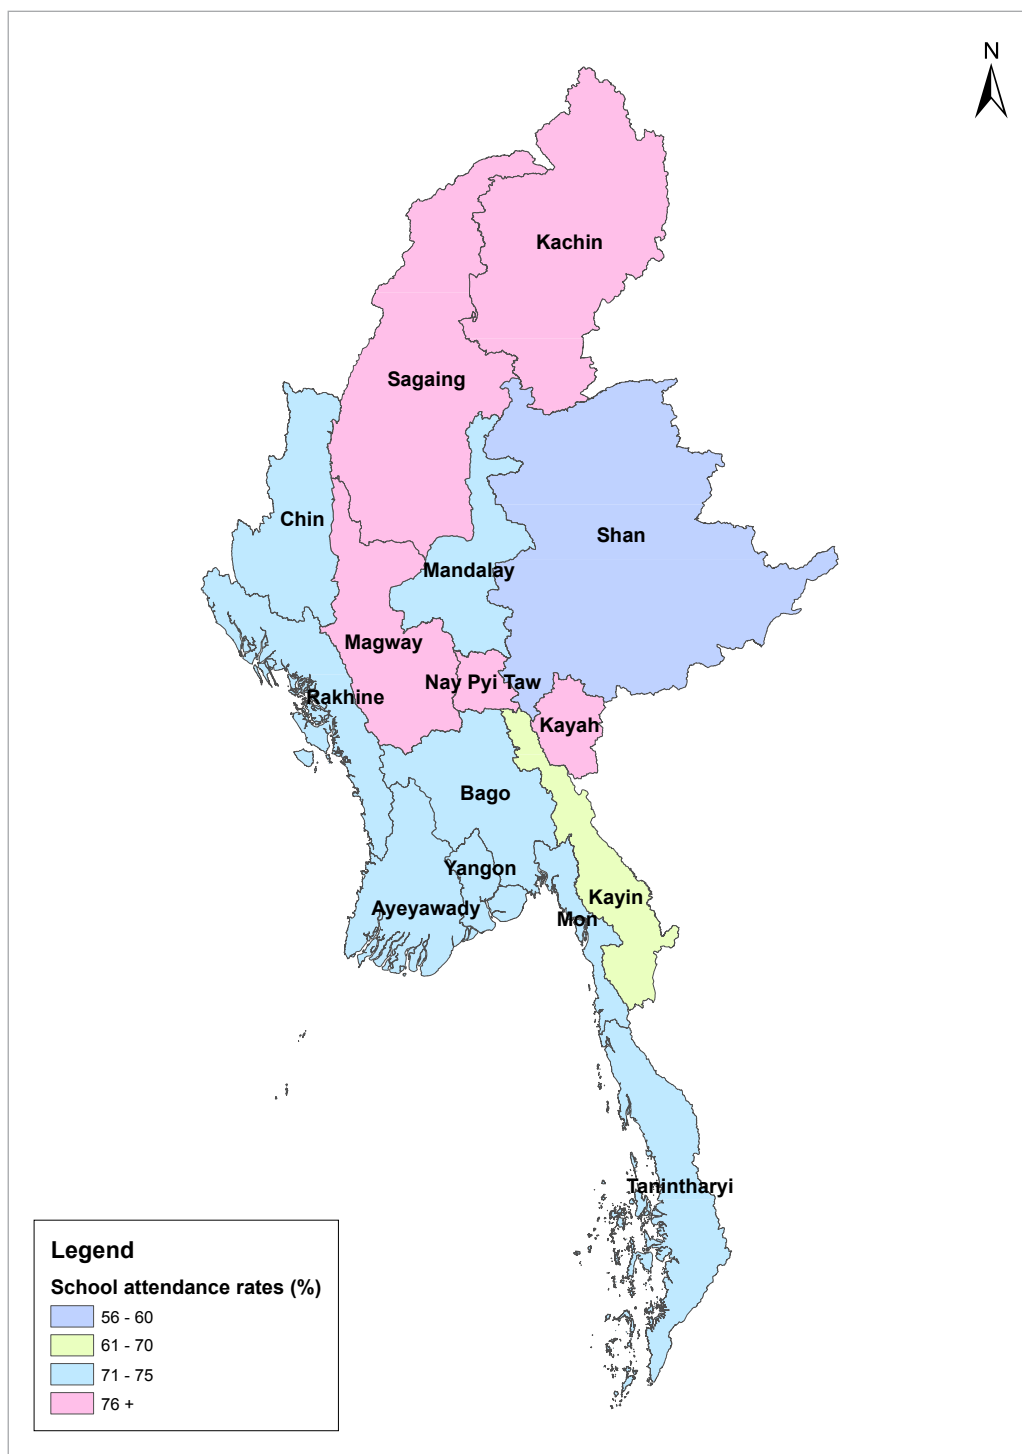 N
Kachin
Sagaing
Chin
Shan
Mandalay
Magway
Nay Pyi Taw
Rakhine
Kayah
Bago
Yangon
Kayin
Ayeyawady
Mon
Tanintharyi
Legend
School attendance rates (%)
56 - 60
61 - 70
71 - 75
76 +